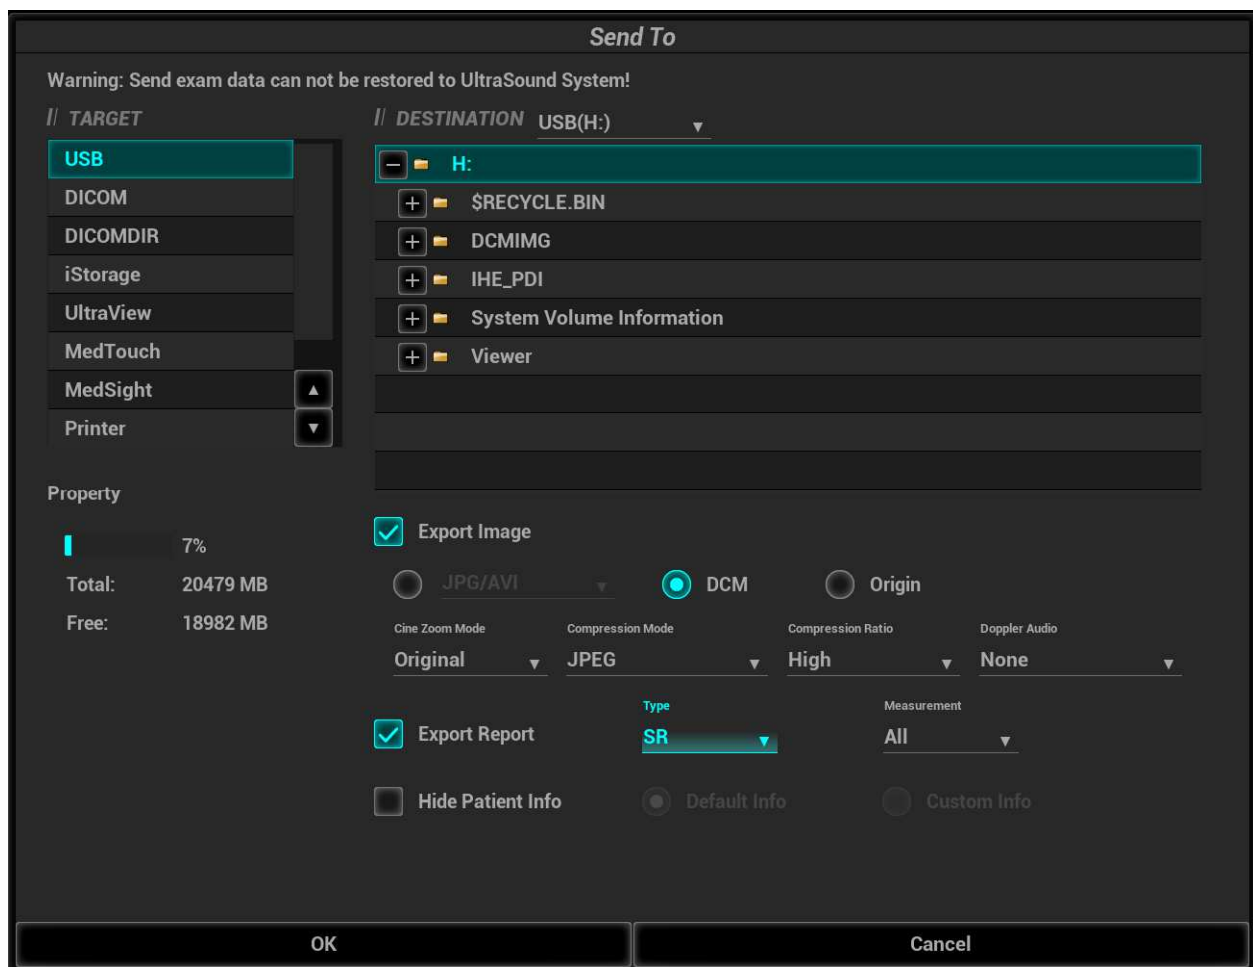 Send To
Warning: Send exam data can not be restored to UltraSound System!
// TARGET
USB
DICOM
DICOMDIR
iStorage
UltraView
MedTouch
MedSight
Printer
Property
7%
Total: 20479 MB
Free: 18982 MB
// DESTINATION USB(H:)
H:
$RECYCLE.BIN
DCMIMG
IHE_PDI
System Volume Information
Viewer
Export Image
JPG/AVI DCM Origin
Cine Zoom Mode Compression Mode Compression Ratio Doppler Audio
Original JPEG High None
Type Measurement
Export Report SR All
Hide Patient Info Default Info Custom Info
OK Cancel